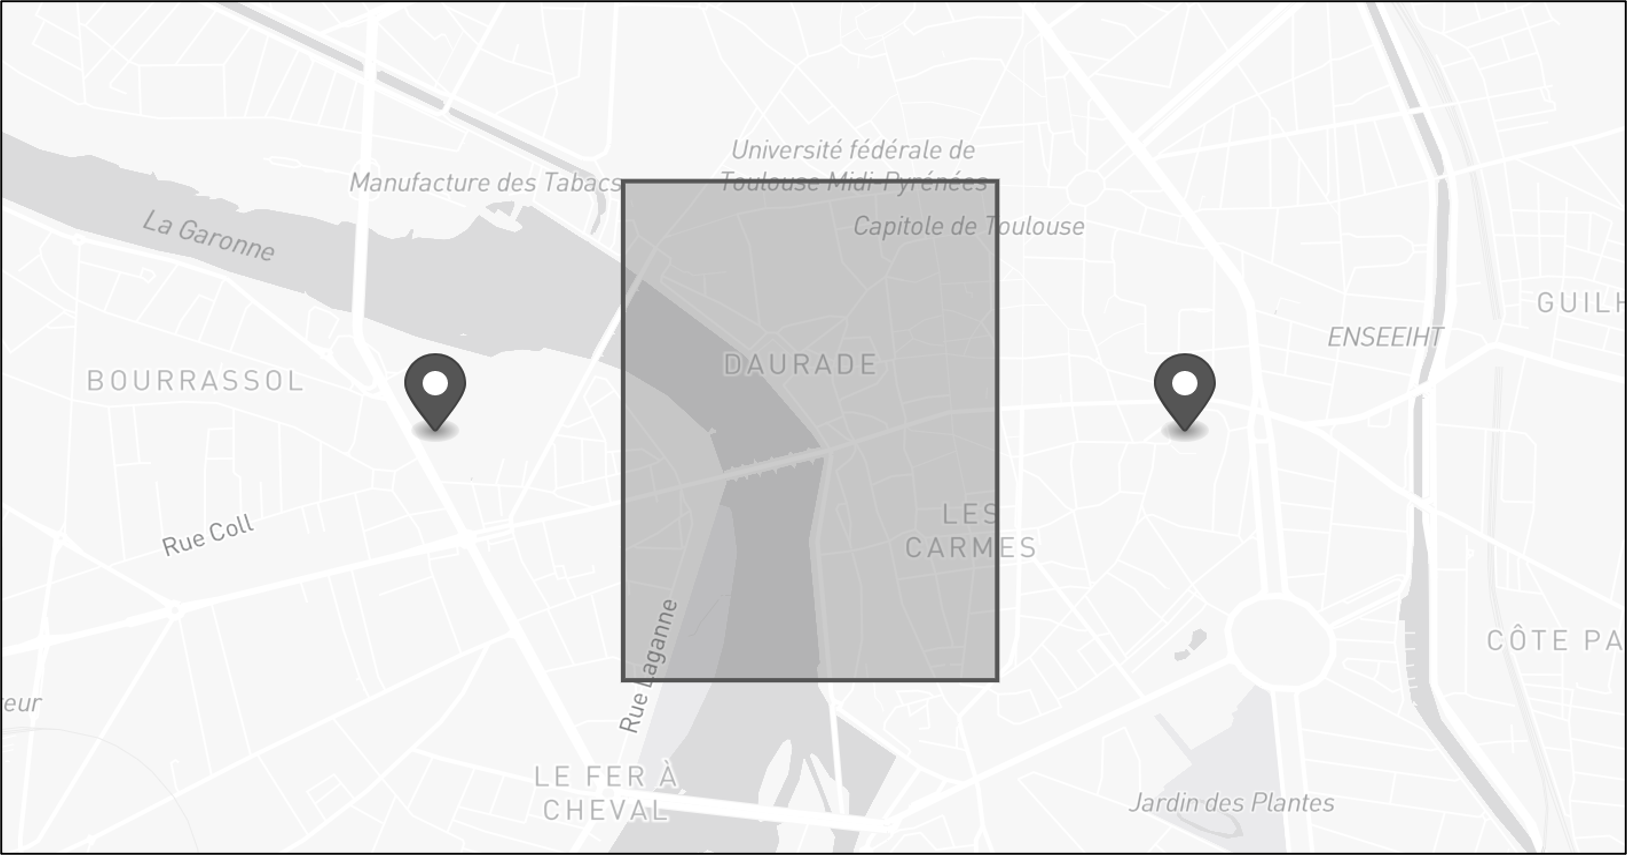 Université fédérale de
Toulouse Midi-Pyrénées
Manufacture des Tabacs
Capitole de Toulouse
La Garonne
GUILH
ENSEEIHT
DAURADE
BOURRASSOL
LES
CARMES
Rue Coll
Rue Laganne
CÔTE PA
eur
LE FER À
CHEVAL
Jardin des Plantes